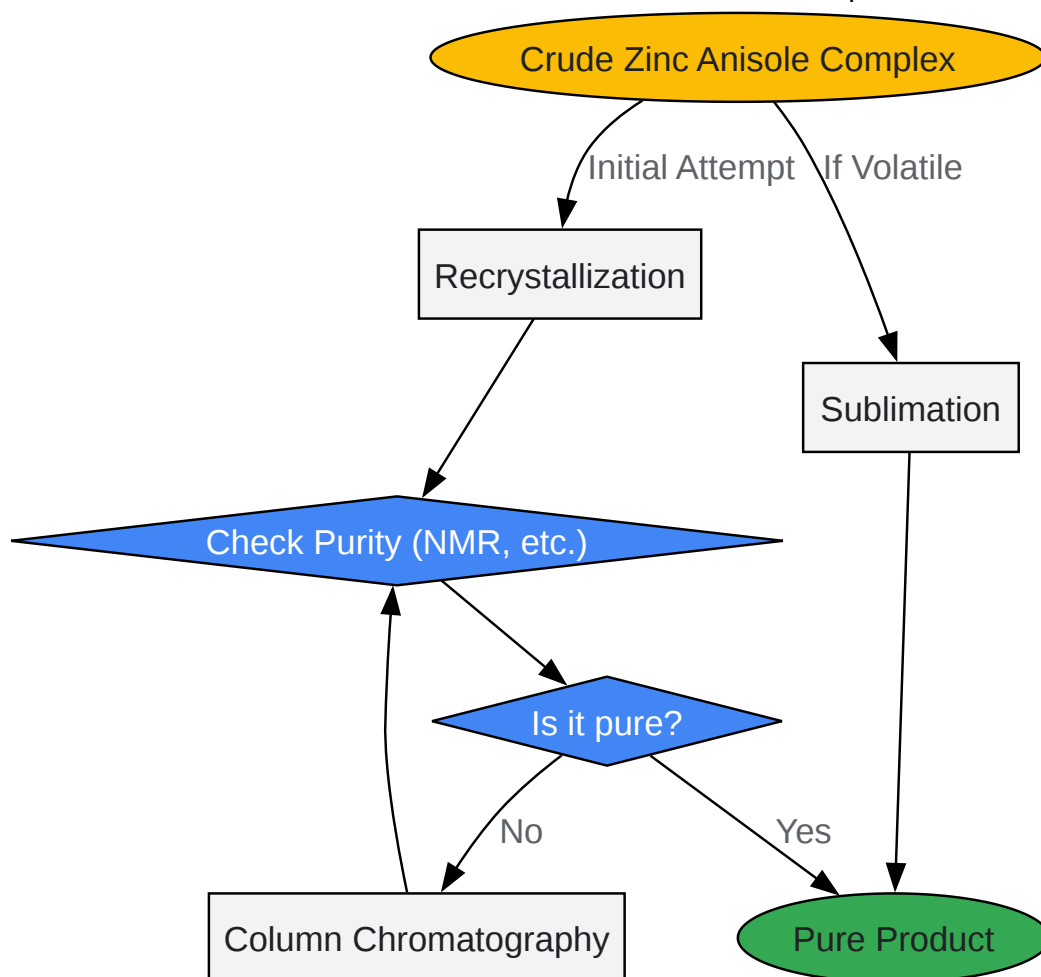 Crude Zinc Anisole Complex
Initial Attempt
If Volatile
Recrystallization
Sublimation
Check Purity (NMR, etc.)
Is it pure?
No
Yes
Column Chromatography
Pure Product